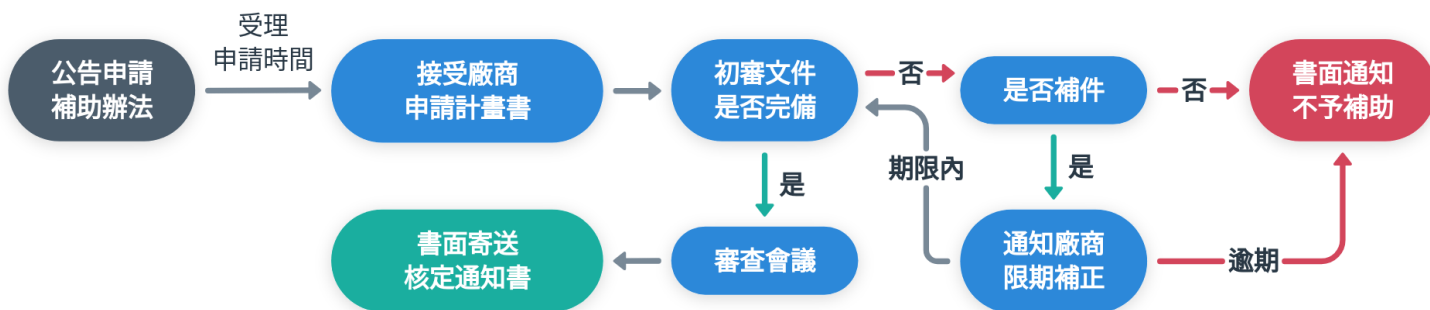 受理
申請時間
公告申請
補助辦法
接受廠商
申請計畫書
初審文件
是否完備
否
是否補件
否
書面通知
不予補助
是
期限內
是
書面寄送
核定通知書
審查會議
通知廠商
限期補正
逾期